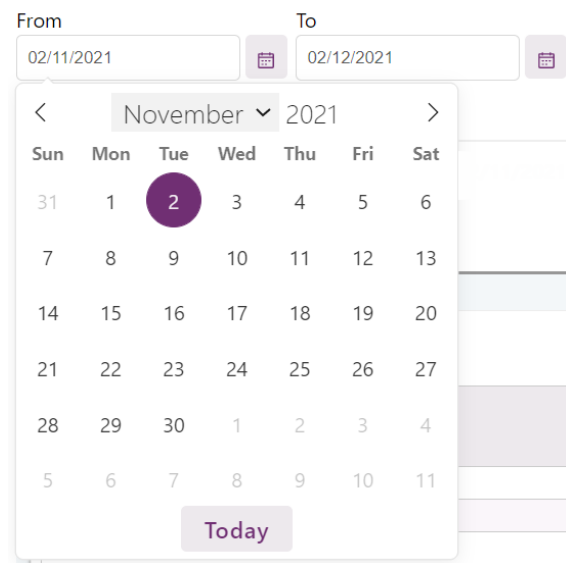 From To
02/11/2021 02/12/2021
November 2021
Sun Mon Tue Wed Thu Fri Sat
31 1 2 3 4 5 6
7 8 9 10 11 12 13
14 15 16 17 18 19 20
21 22 23 24 25 26 27
28 29 30 1 2 3 4
5 6 7 8 9 10 11
Today